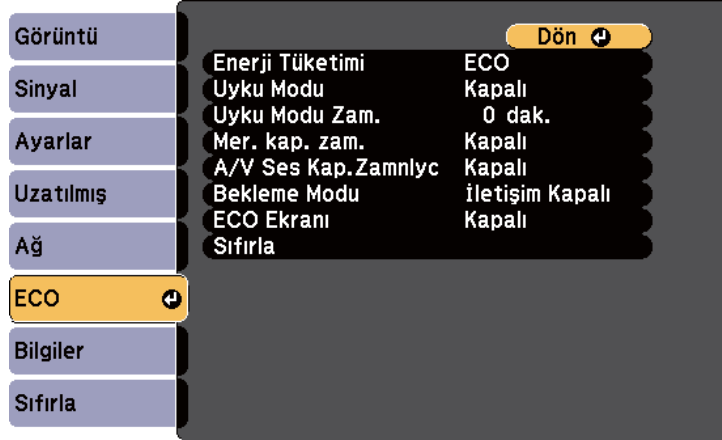 Görüntü
Sinyal
Ayarlar
Uzatılmış
Ağ
ECO
Bilgiler
Sıfırla
Dön
Enerji Tüketimi ECO
Uyku Modu Kapalı
Uyku Modu Zam. 0 dak.
Mer. kap. zam. Kapalı
A/V Ses Kap.Zamnlyc Kapalı
Bekleme Modu İletişim Kapalı
ECO Ekranı Kapalı
Sıfırla